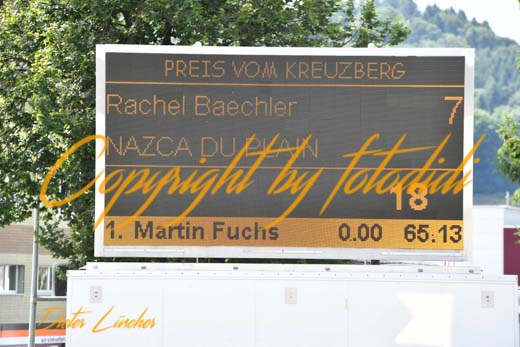 PREIS VOM KREUZBERG
Rachel Baechler 7
NAZCA DU PLAIN
Copyright by fotodidi
18
1. Martin Fuchs 0.00 65.13
Dieter Lüscher